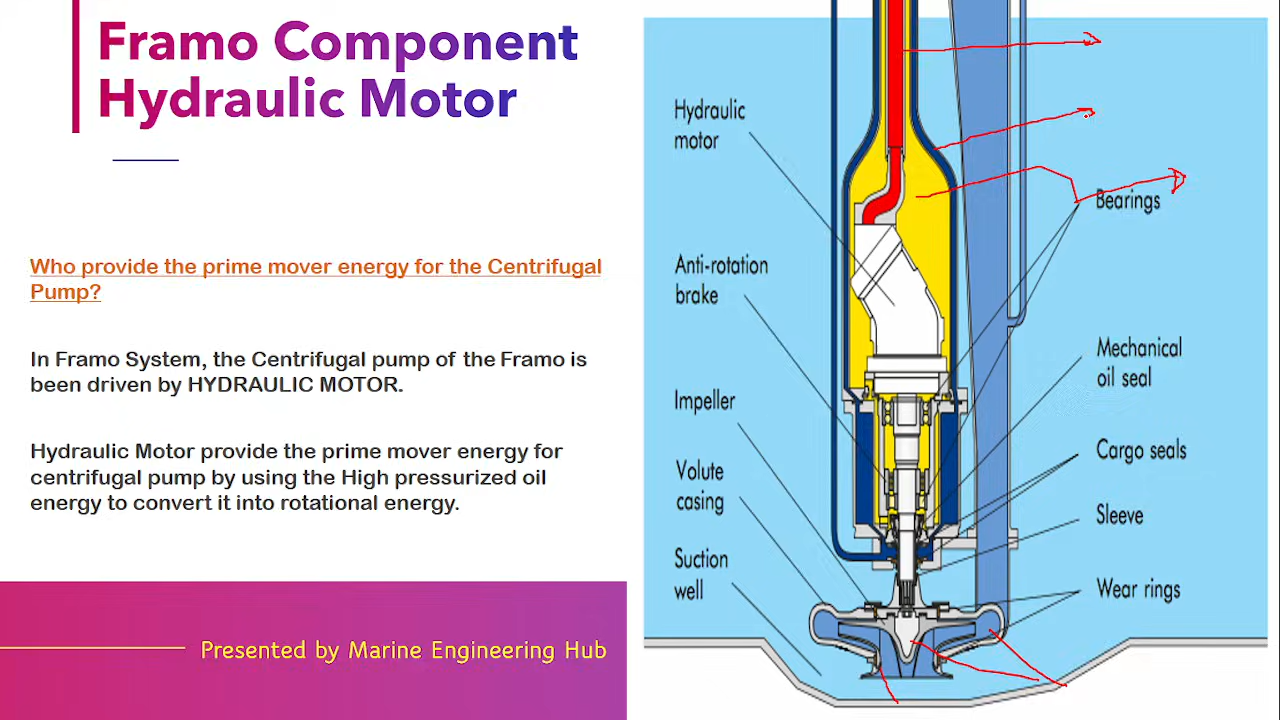 Framo Component
Hydraulic Motor
Who provide the prime mover energy for the Centrifugal
Pump?
In Framo System, the Centrifugal pump of the Framo is
been driven by HYDRAULIC MOTOR.
Hydraulic Motor provide the prime mover energy for
centrifugal pump by using the High pressurized oil
energy to convert it into rotational energy.
Presented by Marine Engineering Hub
Hydraulic
motor
Anti-rotation
brake
Impeller
Volute
casing
Suction
well
Bearings
Mechanical
oil seal
Cargo seals
Sleeve
Wear rings